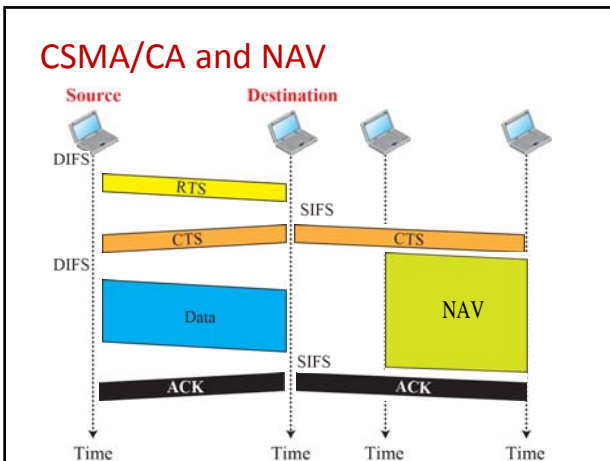 CSMA/CA and NAV
Source Destination
DIFS
RTS
SIFS
CTS CTS
DIFS
NAV
Data
SIFS
ACK ACK
Time Time Time Time